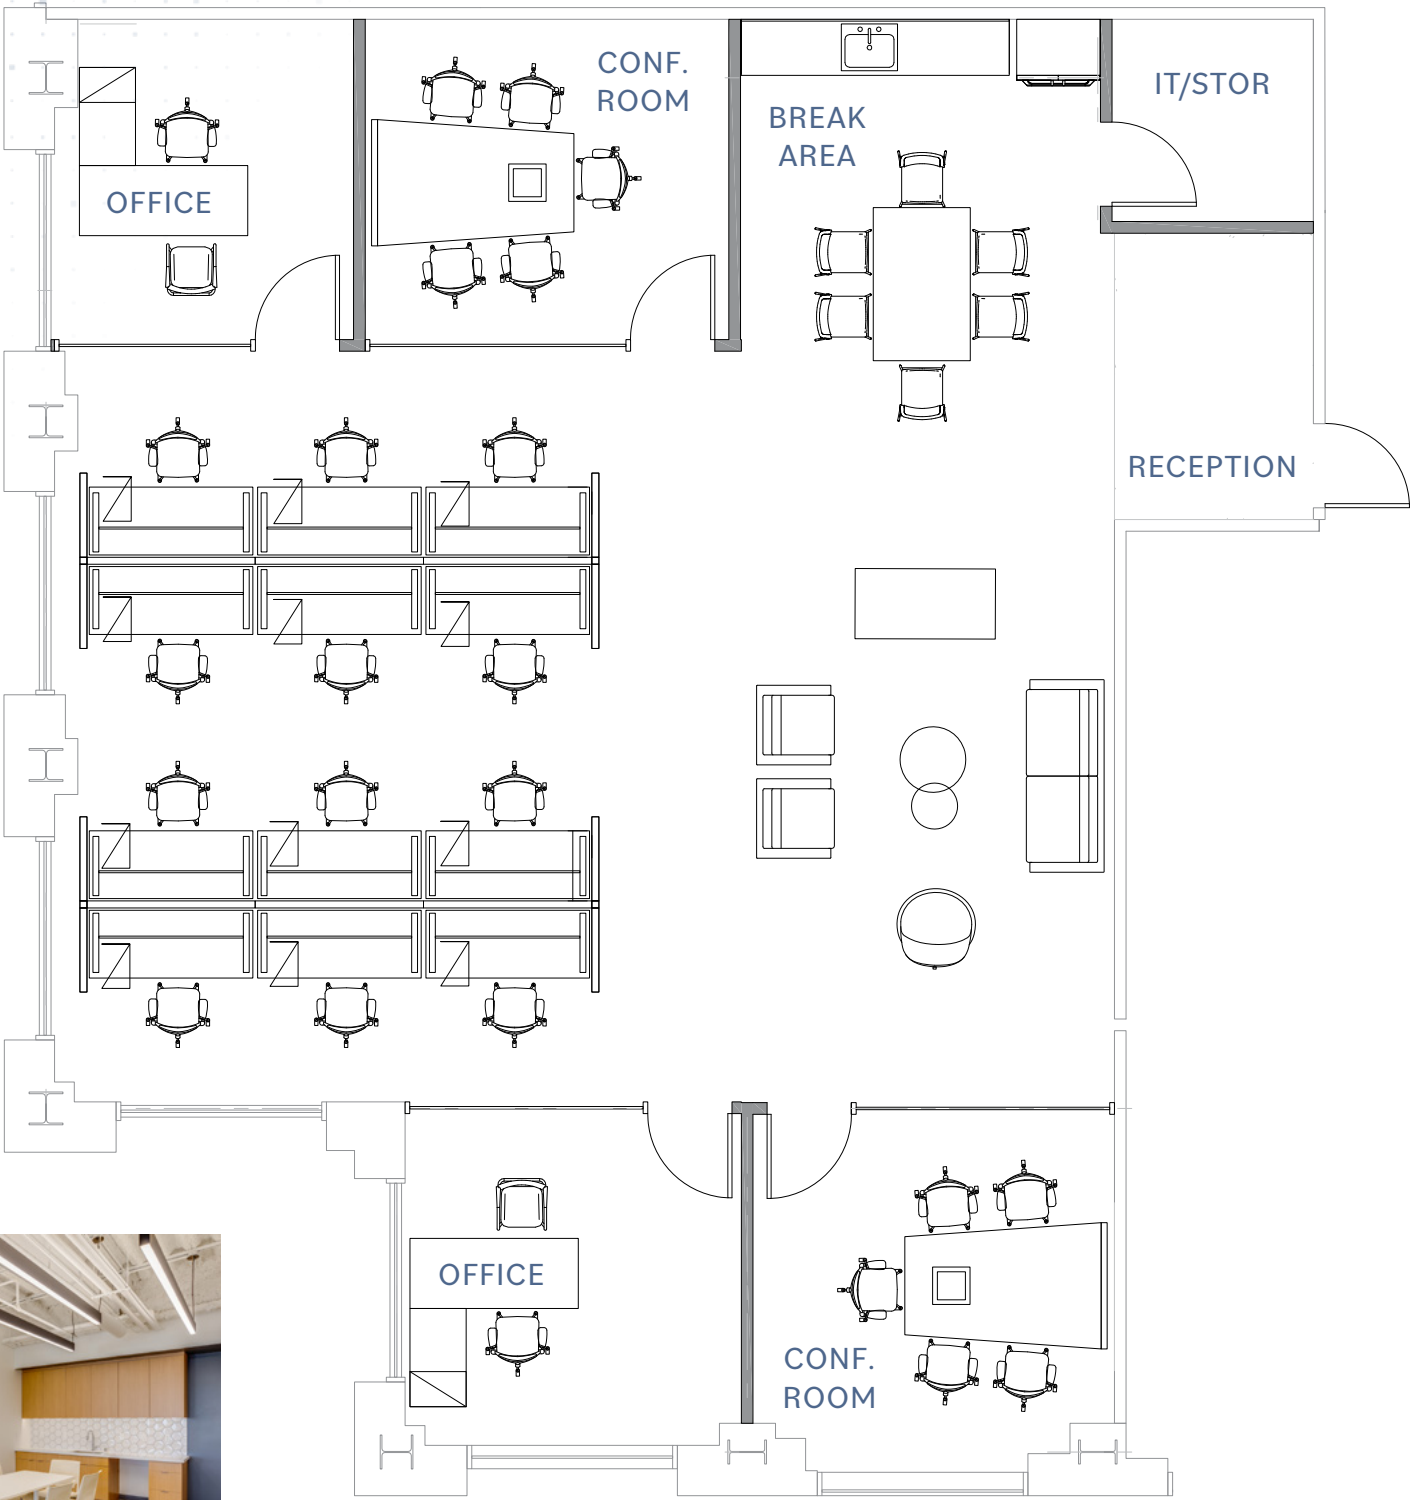 CONF.
ROOM
IT/STOR
BREAK
AREA
OFFICE
RECEPTION
OFFICE
CONF.
ROOM